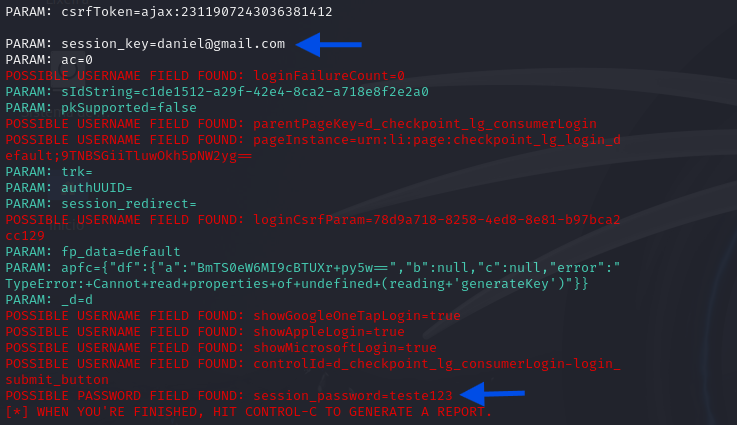 PARAM: csrfToken=ajax:2311907243036381412
PARAM: session_key=daniel@gmail.com
PARAM: ac=0
POSSIBLE USERNAME FIELD FOUND: loginFailureCount=0
PARAM: sIdString=c1de1512-a29f-42e4-8ca2-a718e8f2e2a0
PARAM: pkSupported=false
POSSIBLE USERNAME FIELD FOUND: parentPageKey=d_checkpoint_lg_consumerLogin
POSSIBLE USERNAME FIELD FOUND: pageInstance=urn:li:page:checkpoint_lg_login_d
efault;9TNBSGiiTluwOkh5pNW2yg==
PARAM: trk=
PARAM: authUUID=
PARAM: session_redirect=
POSSIBLE USERNAME FIELD FOUND: loginCsrfParam=78d9a718-8258-4ed8-8e81-b97bca2
cc129
PARAM: fp_data=default
PARAM: apfc={"df":{"a":"BmTS0eW6MI9cBTUXr+py5w==","b":null,"c":null,"error":"
TypeError:+Cannot+read+properties+of+undefined+(reading+'generateKey')"}}
PARAM: _d=d
POSSIBLE USERNAME FIELD FOUND: showGoogleOneTapLogin=true
POSSIBLE USERNAME FIELD FOUND: showAppleLogin=true
POSSIBLE USERNAME FIELD FOUND: showMicrosoftLogin=true
POSSIBLE USERNAME FIELD FOUND: controlId=d_checkpoint_lg_consumerLogin-login_
submit_button
POSSIBLE PASSWORD FIELD FOUND: session_password=teste123
[*] WHEN YOU'RE FINISHED, HIT CONTROL-C TO GENERATE A REPORT.